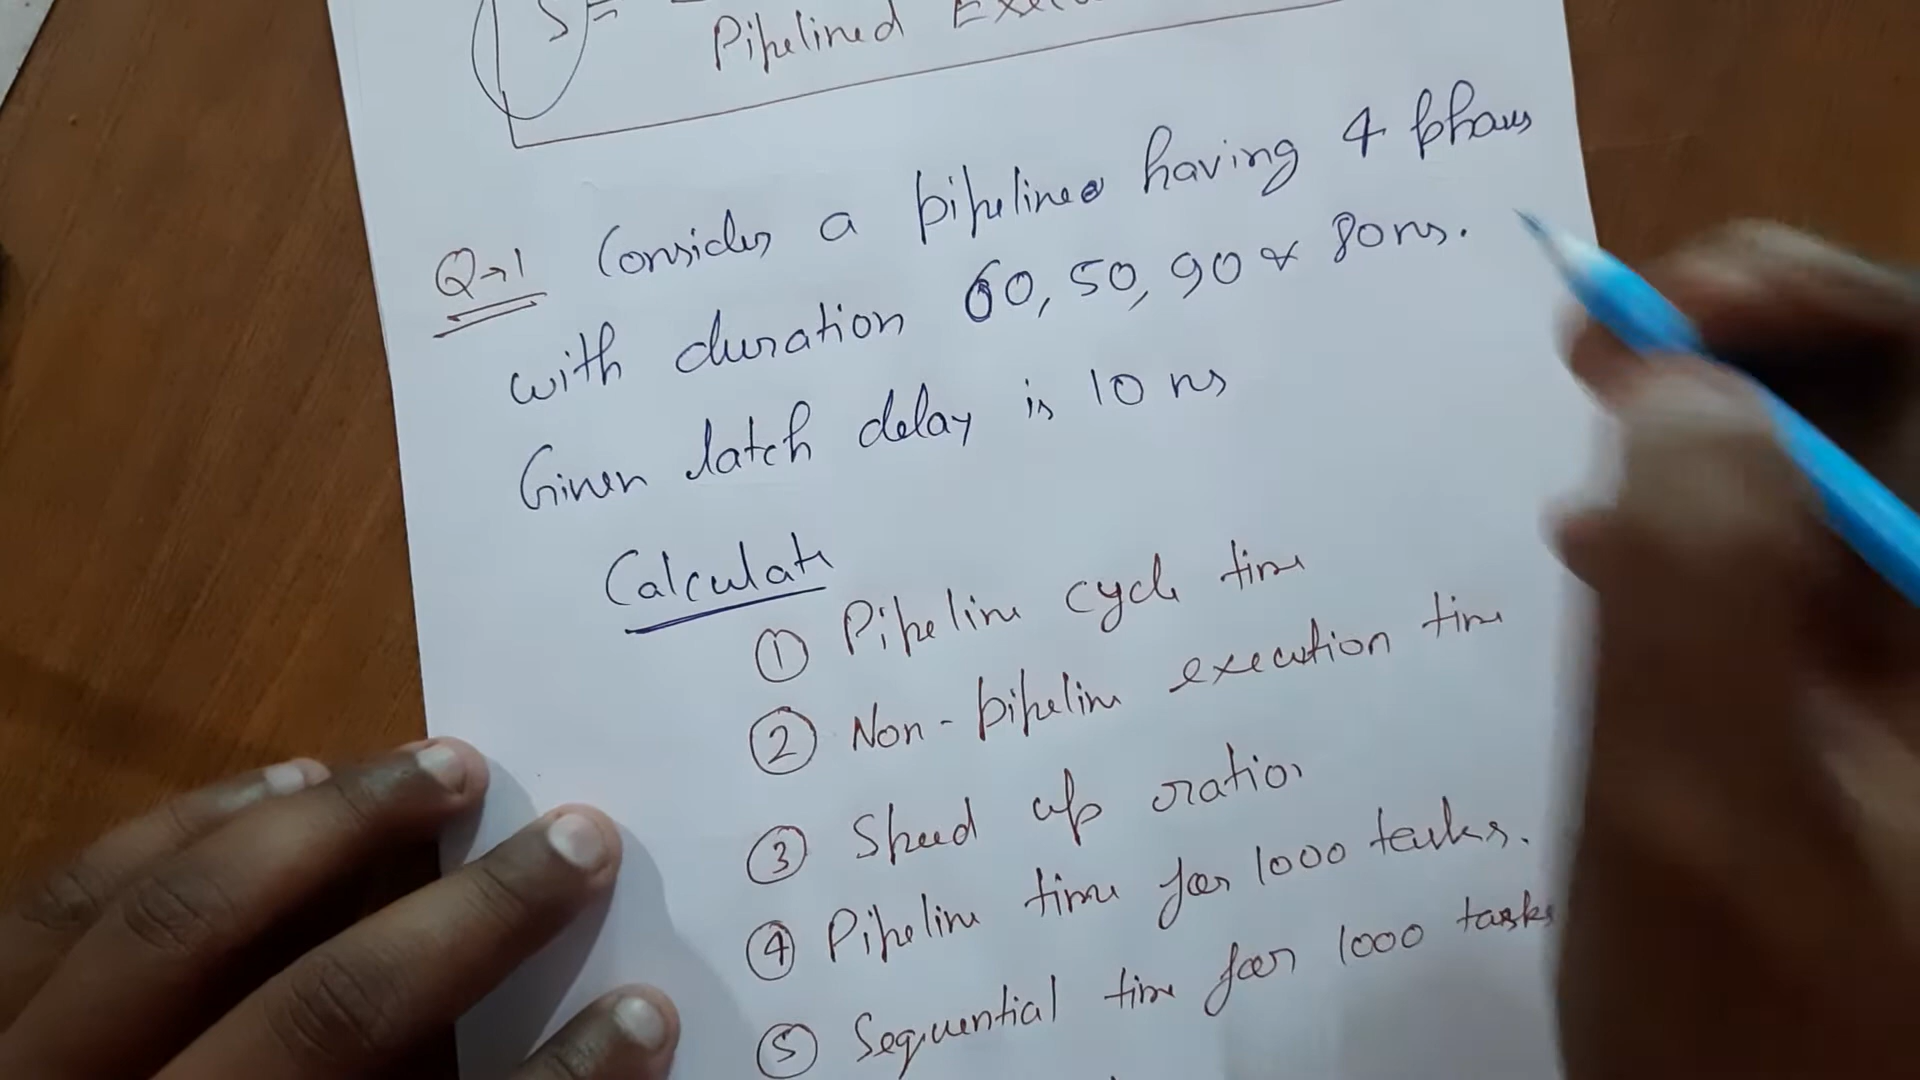 S =
Pipelined
Q→1 Consider a pipeline having 4 phases
with duration 60, 50, 90 & 80 ns.
Given latch delay is 10 ns
Calculate
① Pipeline cycle time
② Non-pipeline execution time
③ Speed up ratio
④ Pipeline time for 1000 tasks.
⑤ Sequential time for 1000 tasks